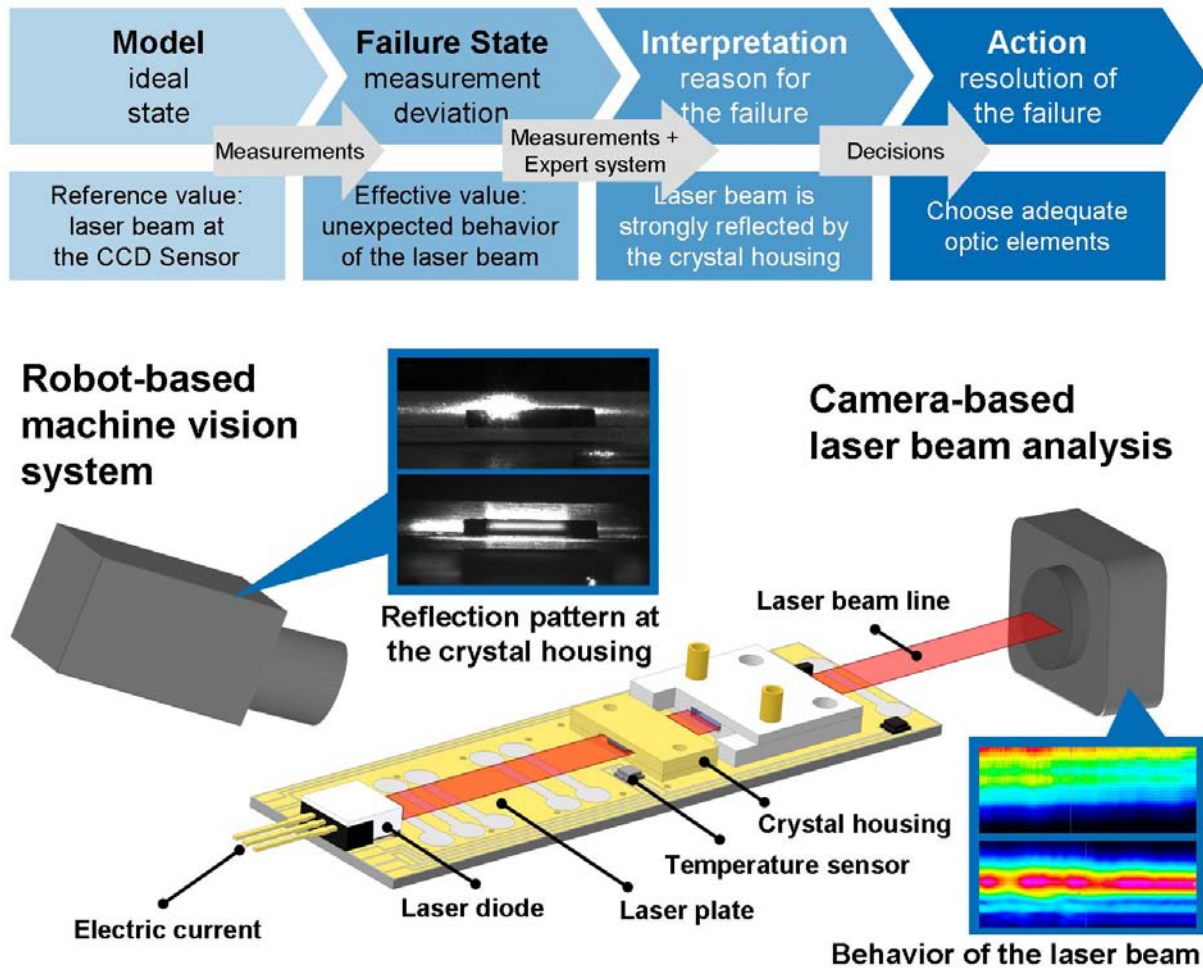 Model
ideal
state
Failure State
measurement
deviation
Interpretation
reason for
the failure
Action
resolution of
the failure
Measurements
Measurements +
Expert system
Decisions
Reference value:
laser beam at
the CCD Sensor
Effective value:
unexpected behavior
of the laser beam
Laser beam is
strongly reflected by
the crystal housing
Choose adequate
optic elements
Robot-based
machine vision
system
Camera-based
laser beam analysis
Reflection pattern at
the crystal housing
Laser beam line
Crystal housing
Temperature sensor
Laser plate
Laser diode
Electric current
Behavior of the laser beam